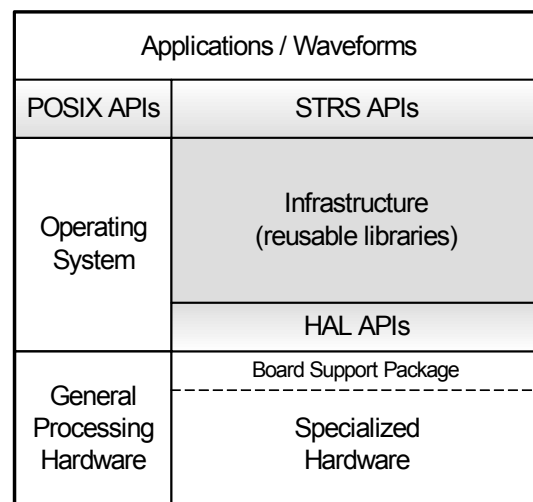 Applications / Waveforms
POSIX APIs
STRS APIs
Operating
System
Infrastructure
(reusable libraries)
HAL APIs
General
Processing
Hardware
Board Support Package
Specialized
Hardware